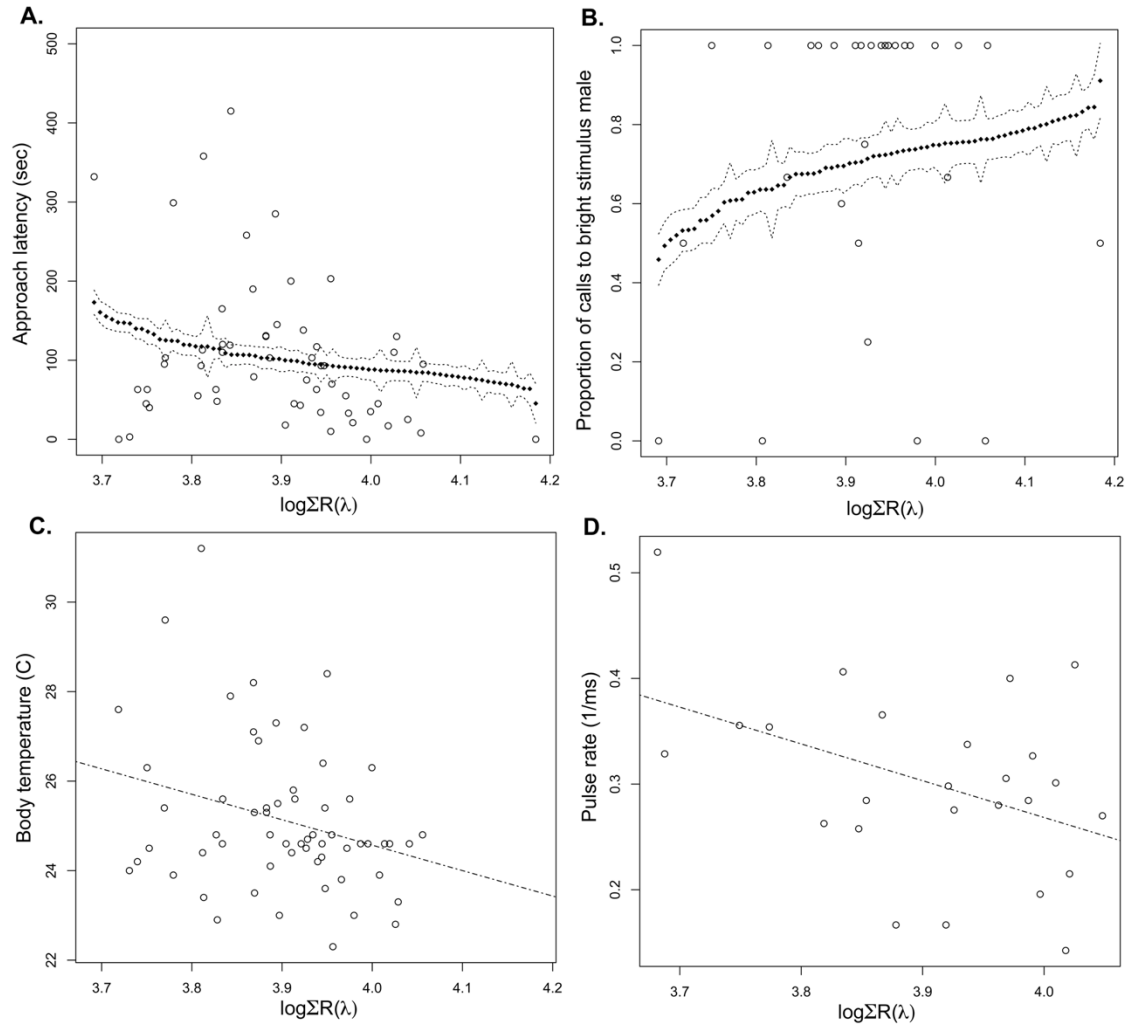 A.
Approach latency (sec)
500
400
300
200
100
0
3.7 3.8 3.9 4.0 4.1 4.2
logΣR(λ)
B.
Proportion of calls to bright stimulus male
1.0
0.8
0.6
0.4
0.2
0.0
3.7 3.8 3.9 4.0 4.1 4.2
logΣR(λ)
C.
Body temperature (C)
30
28
26
24
22
3.7 3.8 3.9 4.0 4.1 4.2
logΣR(λ)
D.
Pulse rate (1/ms)
0.5
0.4
0.3
0.2
3.7 3.8 3.9 4.0
logΣR(λ)